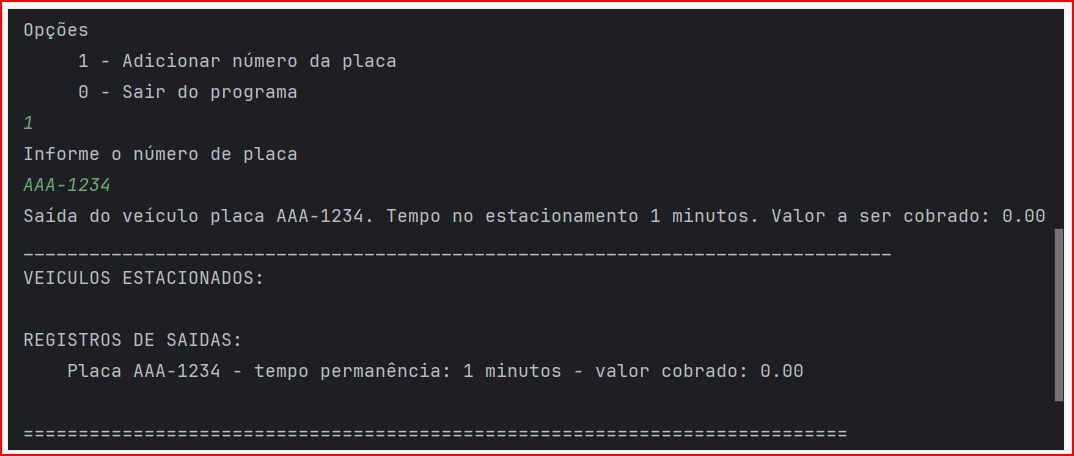 Opções
1 - Adicionar número da placa
0 - Sair do programa
1
Informe o número de placa
AAA-1234
Saída do veículo placa AAA-1234. Tempo no estacionamento 1 minutos. Valor a ser cobrado: 0.00
_______________________________________________________________________________
VEICULOS ESTACIONADOS:
REGISTROS DE SAIDAS:
Placa AAA-1234 - tempo permanência: 1 minutos - valor cobrado: 0.00
===========================================================================